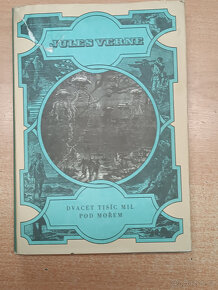 JULES VERNE
DVACET TISÍC MIL
POD MOŘEM